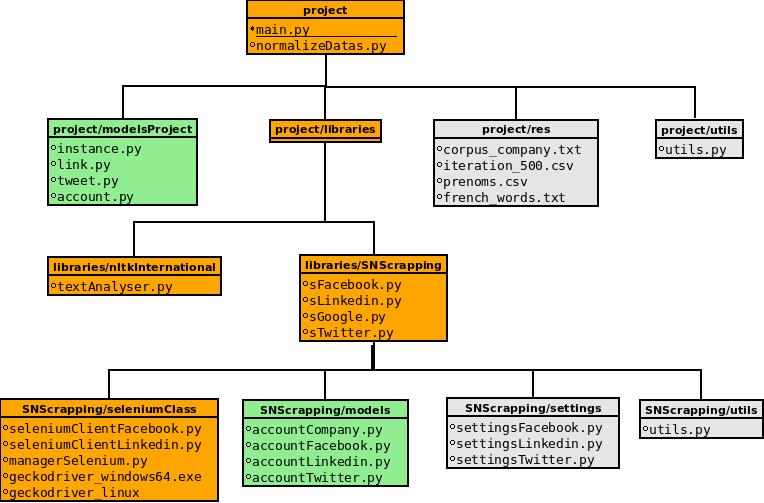 project
main.py
normalizeDatas.py
project/modelsProject
instance.py
link.py
tweet.py
account.py
project/libraries
project/res
corpus_company.txt
iteration_500.csv
prenoms.csv
french_words.txt
project/utils
utils.py
libraries/nltkInternational
textAnalyser.py
libraries/SNScrapping
sFacebook.py
sLinkedin.py
sGoogle.py
sTwitter.py
SNScrapping/seleniumClass
seleniumClientFacebook.py
seleniumClientLinkedin.py
managerSelenium.py
geckodriver_windows64.exe
geckodriver_linux
SNScrapping/models
accountCompany.py
accountFacebook.py
accountLinkedin.py
accountTwitter.py
SNScrapping/settings
settingsFacebook.py
settingsLinkedin.py
settingsTwitter.py
SNScrapping/utils
utils.py